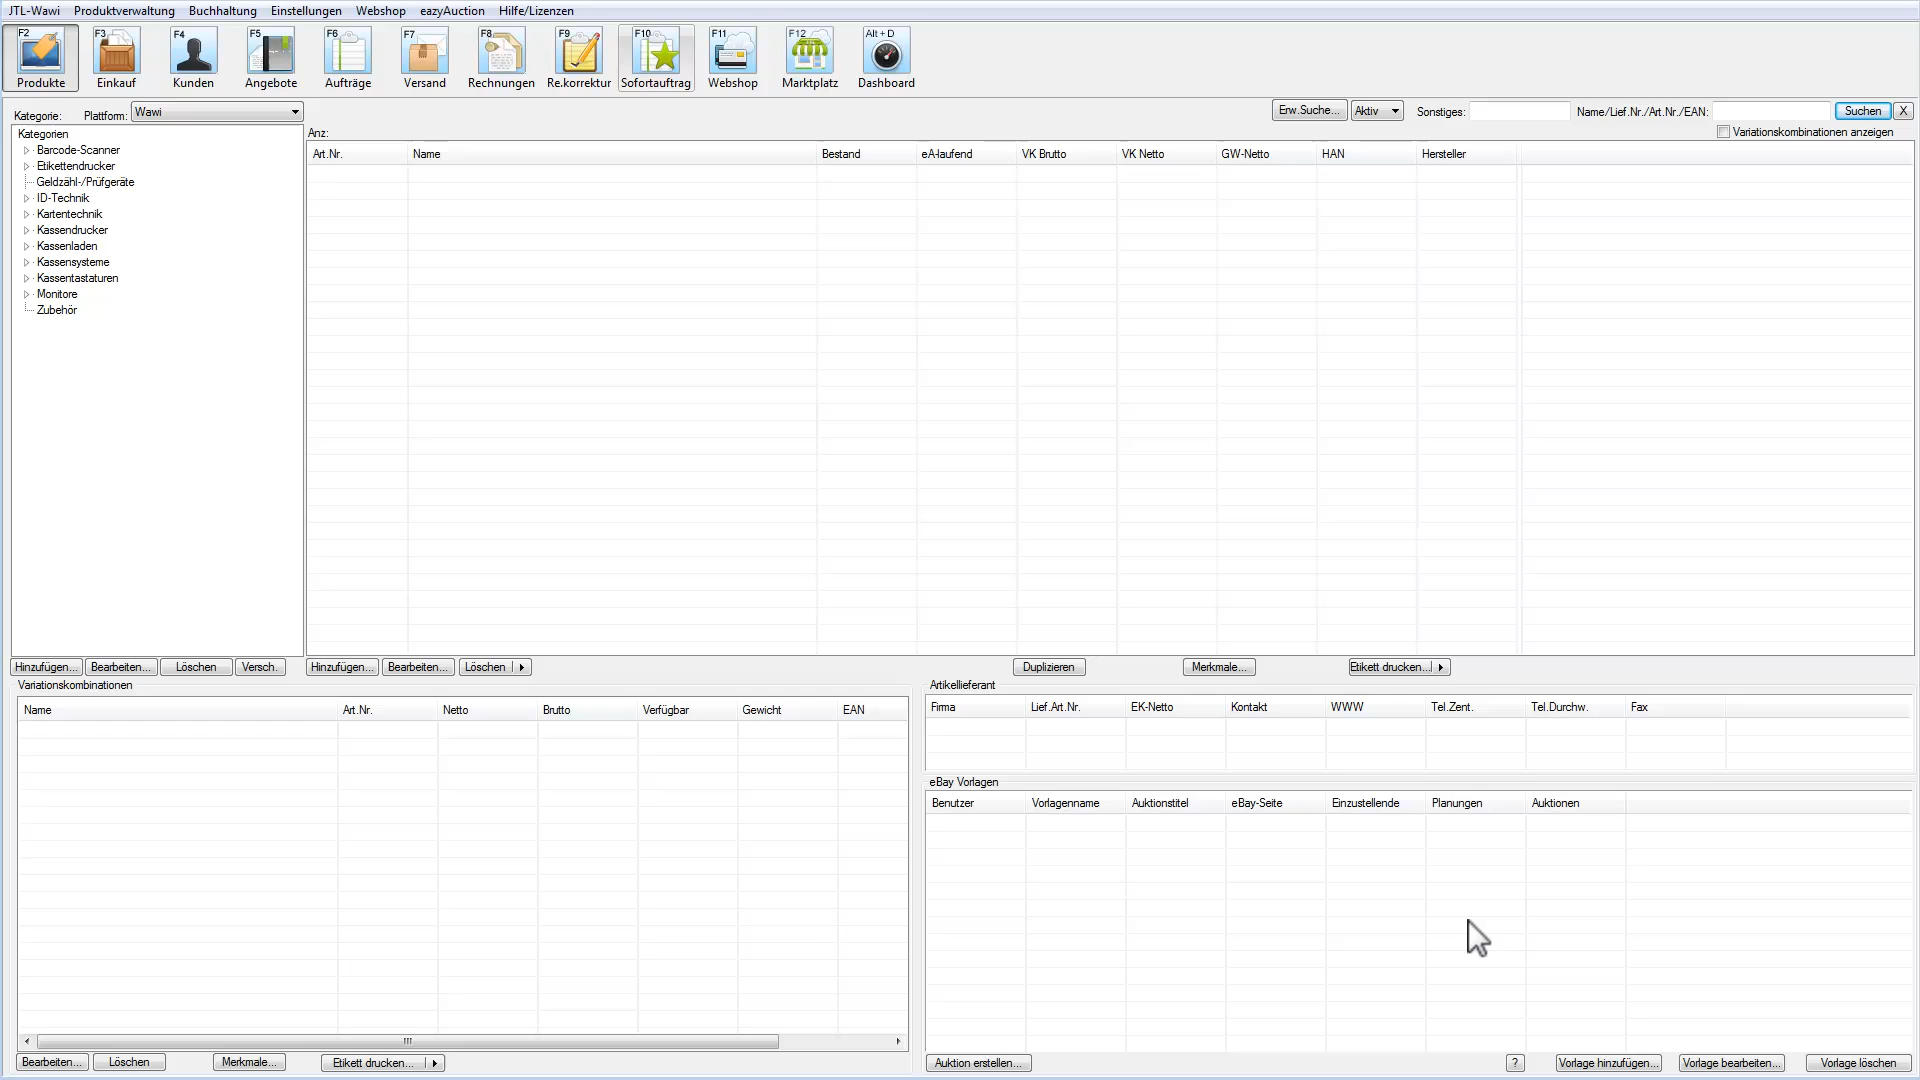 JTL-Wawi Produktverwaltung Buchhaltung Einstellungen Webshop eazyAuction Hilfe/Lizenzen
F2 F3 F4 F5 F6 F7 F8 F9 F10 F11 F12 Alt + D
Produkte Einkauf Kunden Angebote Aufträge Versand Rechnungen Re.korrektur Sofortauftrag Webshop Marktplatz Dashboard
Kategorie: Plattform: Wawi Erw.Suche... Aktiv Sonstiges: Name/Lief.Nr./Art.Nr./EAN: Suchen X
Variationskombinationen anzeigen
Kategorien
Barcode-Scanner
Etikettendrucker
Geldzähl-/Prüfgeräte
ID-Technik
Kartentechnik
Kassendrucker
Kassenladen
Kassensysteme
Kassentastaturen
Monitore
Zubehör
Anz:
Art.Nr. Name Bestand eA-laufend VK Brutto VK Netto GW-Netto HAN Hersteller
Hinzufügen... Bearbeiten... Löschen Versch. Hinzufügen... Bearbeiten... Löschen Duplizieren Merkmale... Etikett drucken...
Variationskombinationen
Name Art.Nr. Netto Brutto Verfügbar Gewicht EAN
Bearbeiten... Löschen Merkmale... Etikett drucken...
Artikellieferant
Firma Lief.Art.Nr. EK-Netto Kontakt WWW Tel.Zent. Tel.Durchw. Fax
eBay Vorlagen
Benutzer Vorlagenname Auktionstitel eBay-Seite Einzustellende Planungen Auktionen
Auktion erstellen... ? Vorlage hinzufügen... Vorlage bearbeiten... Vorlage löschen